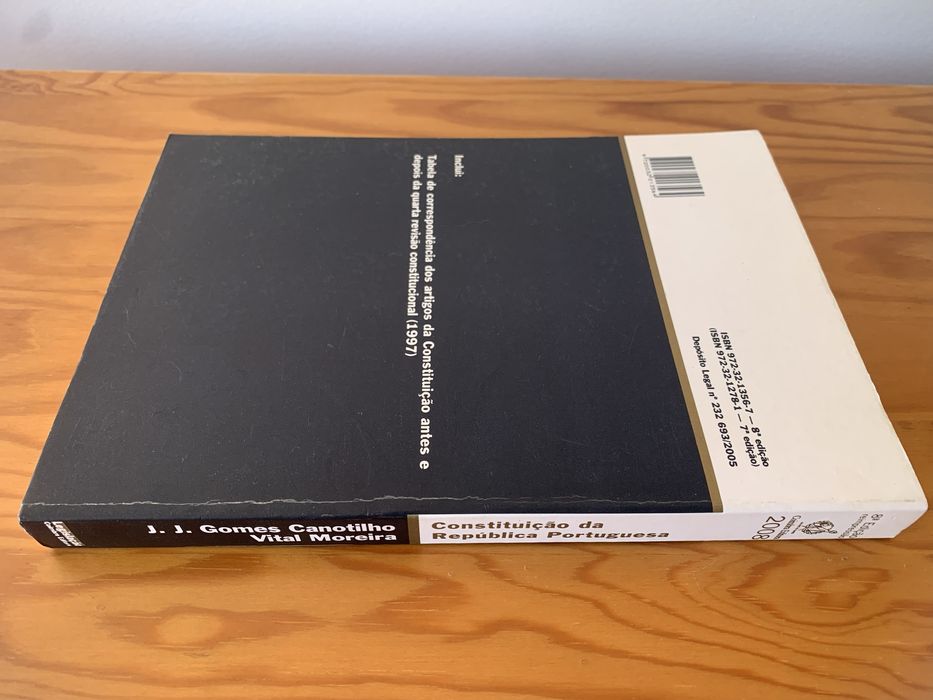 Inclui:
Tabela de correspondência dos artigos da Constituição antes e
depois da quarta revisão constitucional (1997)
ISBN 972-32-1356-7 — 8ª edição
(ISBN 972-32-1278-1 — 7ª edição)
Depósito Legal nº 232 693/2005
J. J. Gomes Canotilho
Vital Moreira
Constituição da
República Portuguesa
2008